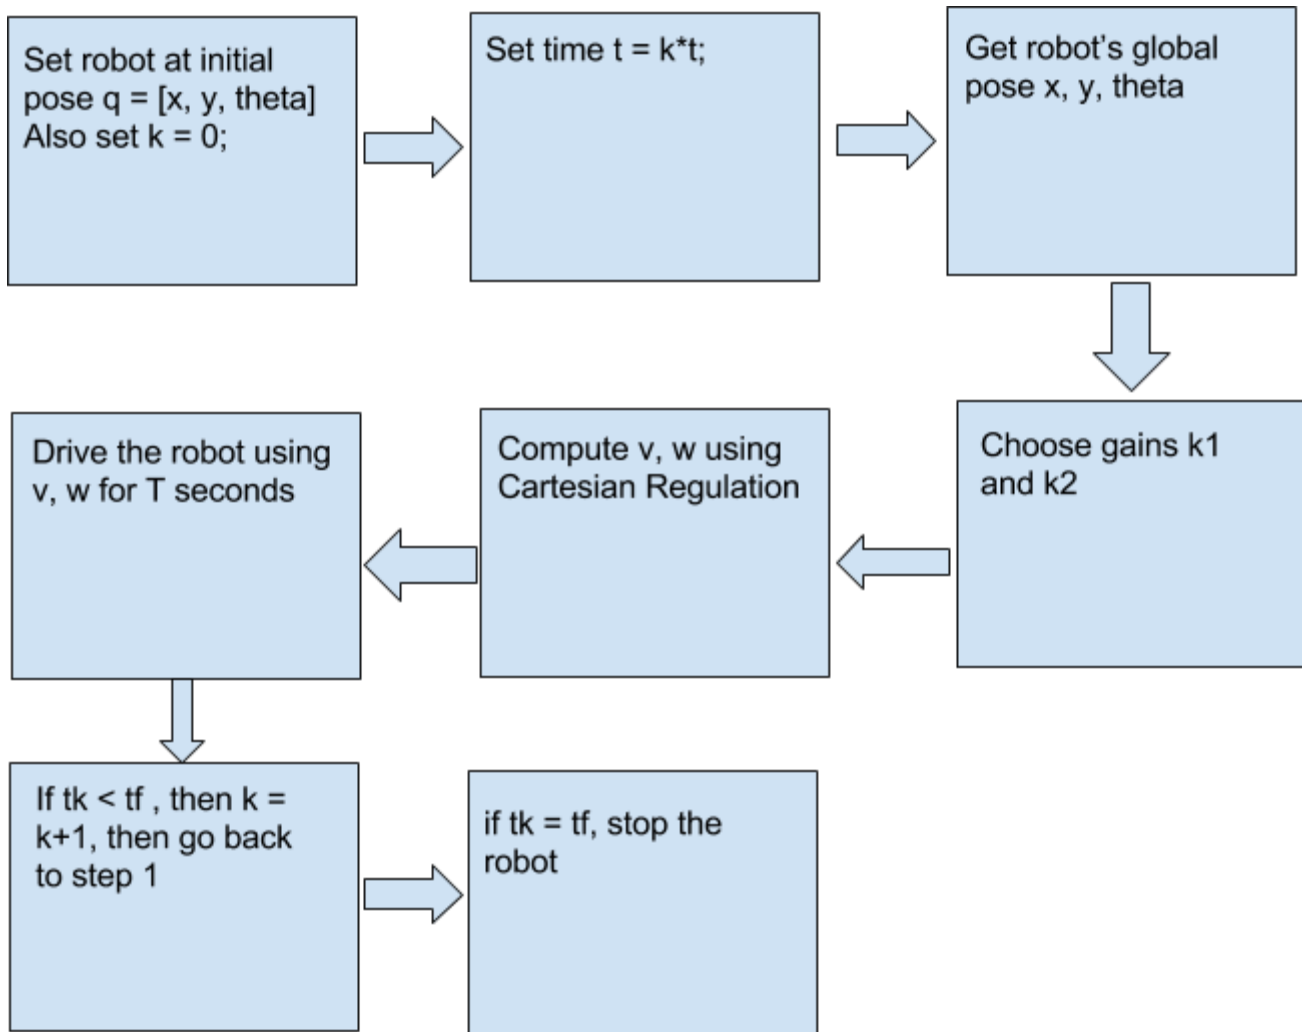 Set robot at initial
pose q = [x, y, theta]
Also set k = 0;
Set time t = k*t;
Get robot's global
pose x, y, theta
Choose gains k1
and k2
Compute v, w using
Cartesian Regulation
Drive the robot using
v, w for T seconds
If tk < tf , then k =
k+1, then go back
to step 1
if tk = tf, stop the
robot